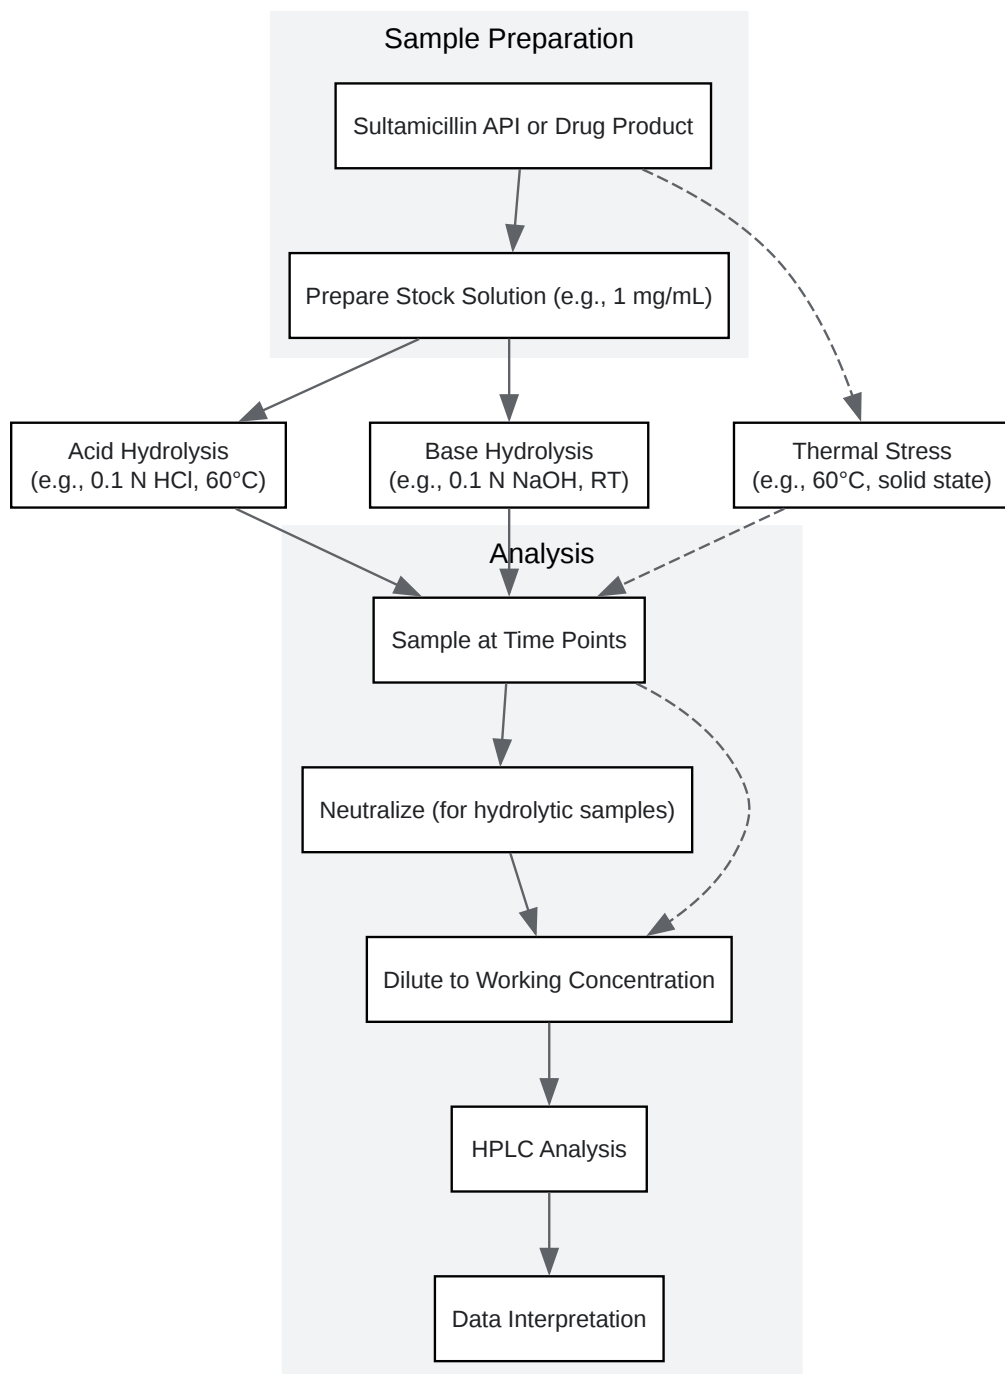 Sample Preparation
Sultamicillin API or Drug Product
Prepare Stock Solution (e.g., 1 mg/mL)
Acid Hydrolysis
(e.g., 0.1 N HCl, 60°C)
Base Hydrolysis
(e.g., 0.1 N NaOH, RT)
Thermal Stress
(e.g., 60°C, solid state)
Analysis
Sample at Time Points
Neutralize (for hydrolytic samples)
Dilute to Working Concentration
HPLC Analysis
Data Interpretation